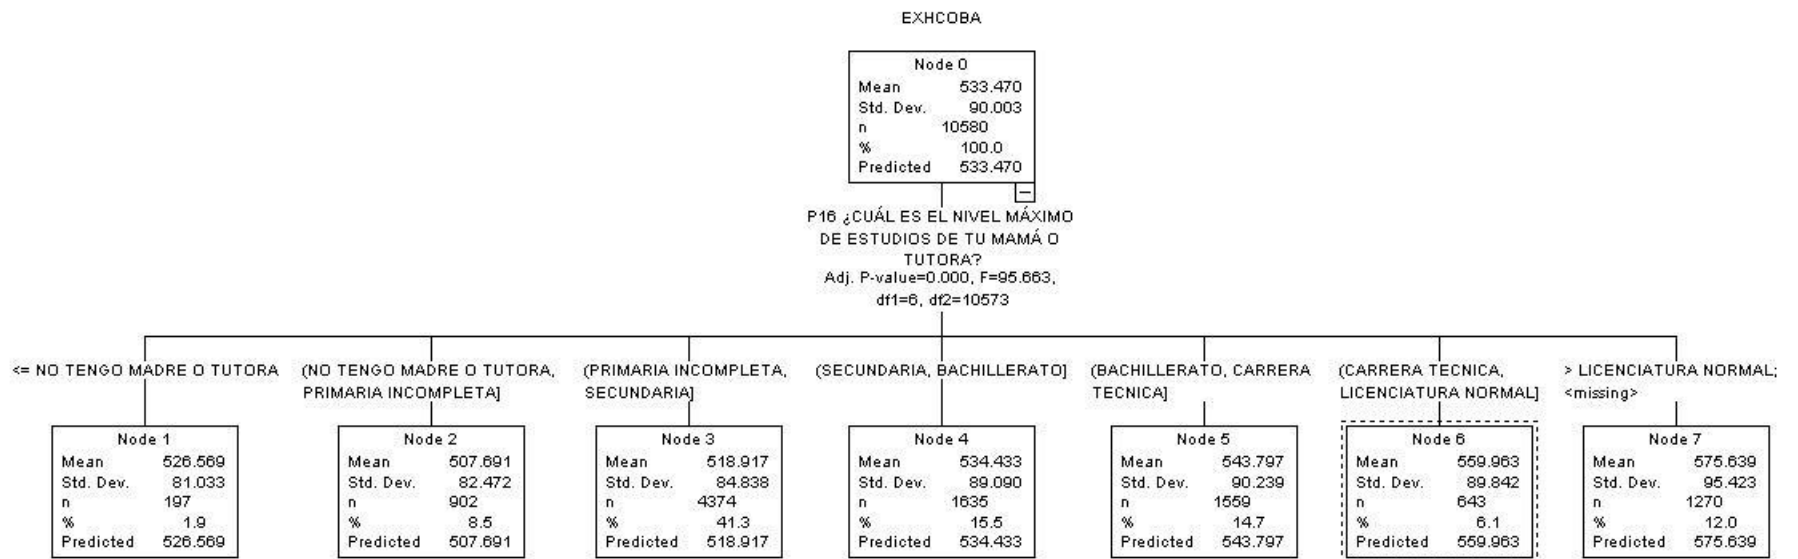 EXHCOBA
Node 0
Mean 533.470
Std. Dev. 90.003
n 10580
% 100.0
Predicted 533.470
P16 ¿CUÁL ES EL NIVEL MÁXIMO
DE ESTUDIOS DE TU MAMÁ O
TUTORA?
Adj. P-value=0.000, F=95.663,
df1=6, df2=10573
<= NO TENGO MADRE O TUTORA
Node 1
Mean 526.569
Std. Dev. 81.033
n 197
% 1.9
Predicted 526.569
(NO TENGO MADRE O TUTORA,
PRIMARIA INCOMPLETA]
Node 2
Mean 507.691
Std. Dev. 82.472
n 902
% 8.5
Predicted 507.691
(PRIMARIA INCOMPLETA,
SECUNDARIA]
Node 3
Mean 518.917
Std. Dev. 84.838
n 4374
% 41.3
Predicted 518.917
(SECUNDARIA, BACHILLERATO]
Node 4
Mean 534.433
Std. Dev. 89.090
n 1635
% 15.5
Predicted 534.433
(BACHILLERATO, CARRERA
TECNICA]
Node 5
Mean 543.797
Std. Dev. 90.239
n 1559
% 14.7
Predicted 543.797
(CARRERA TECNICA,
LICENCIATURA NORMAL]
Node 6
Mean 559.963
Std. Dev. 89.842
n 643
% 6.1
Predicted 559.963
> LICENCIATURA NORMAL;
<missing>
Node 7
Mean 575.639
Std. Dev. 95.423
n 1270
% 12.0
Predicted 575.639